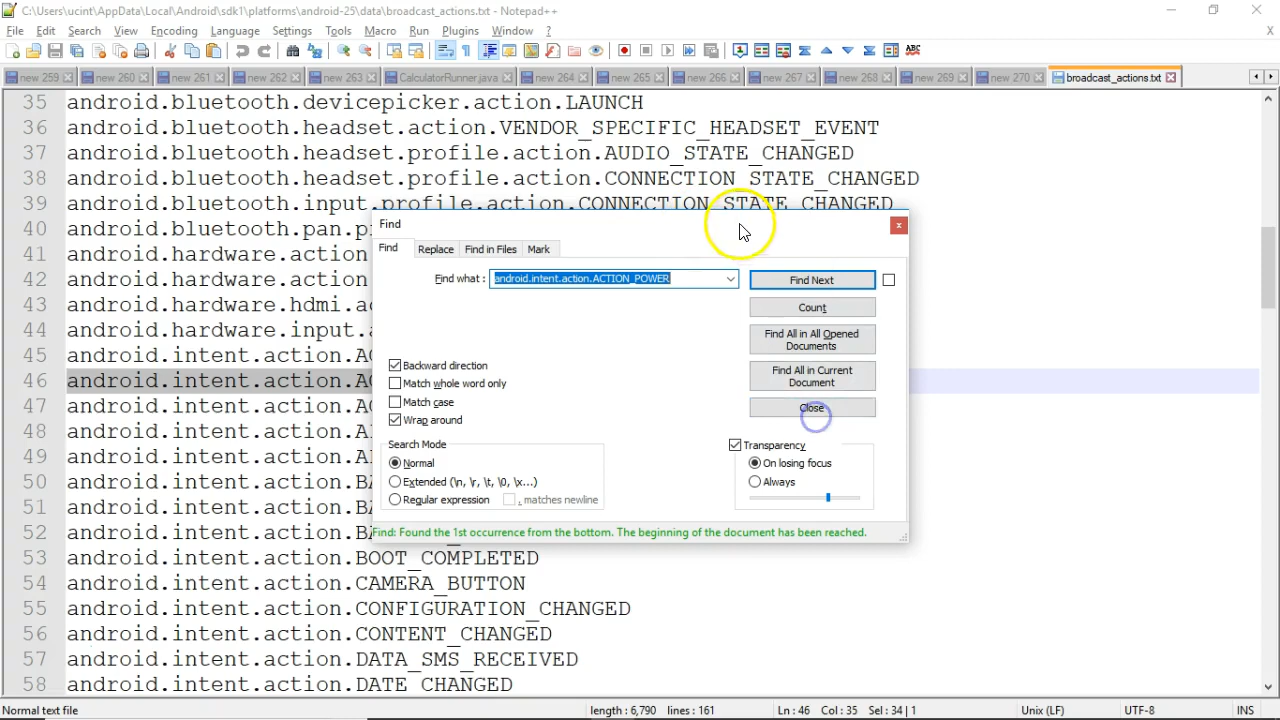 C:\Users\ucint\AppData\Local\Android\sdk1\platforms\android-25\data\broadcast_actions.txt - Notepad++
File Edit Search View Encoding Language Settings Tools Macro Run Plugins Window ?
new 259 new 260 new 261 new 262 new 263 CalculatorRunner.java new 264 new 265 new 266 new 267 new 268 new 269 new 270 broadcast_actions.txt
35 android.bluetooth.devicepicker.action.LAUNCH
36 android.bluetooth.headset.action.VENDOR_SPECIFIC_HEADSET_EVENT
37 android.bluetooth.headset.profile.action.AUDIO_STATE_CHANGED
38 android.bluetooth.headset.profile.action.CONNECTION_STATE_CHANGED
39 android.bluetooth.input.profile.action.CONNECTION_STATE_CHANGED
40 android.bluetooth.pan.p
41 android.hardware.action
42 android.hardware.action
43 android.hardware.hdmi.a
44 android.hardware.input.a
45 android.intent.action.A
46 android.intent.action.A
47 android.intent.action.A
48 android.intent.action.A
49 android.intent.action.A
50 android.intent.action.BA
51 android.intent.action.BA
52 android.intent.action.BA
53 android.intent.action.BOOT_COMPLETED
54 android.intent.action.CAMERA_BUTTON
55 android.intent.action.CONFIGURATION_CHANGED
56 android.intent.action.CONTENT_CHANGED
57 android.intent.action.DATA_SMS_RECEIVED
58 android.intent.action.DATE_CHANGED
Find
Find Replace Find in Files Mark
Find what : android.intent.action.ACTION_POWER
Find Next
Count
Find All in All Opened Documents
Find All in Current Document
Close
Backward direction
Match whole word only
Match case
Wrap around
Search Mode
Normal
Extended (\n, \r, \t, \0, \x...)
Regular expression . matches newline
Transparency
On losing focus
Always
Find: Found the 1st occurrence from the bottom. The beginning of the document has been reached.
Normal text file length : 6,790 lines : 161 Ln : 46 Col : 35 Sel : 34 | 1 Unix (LF) UTF-8 INS